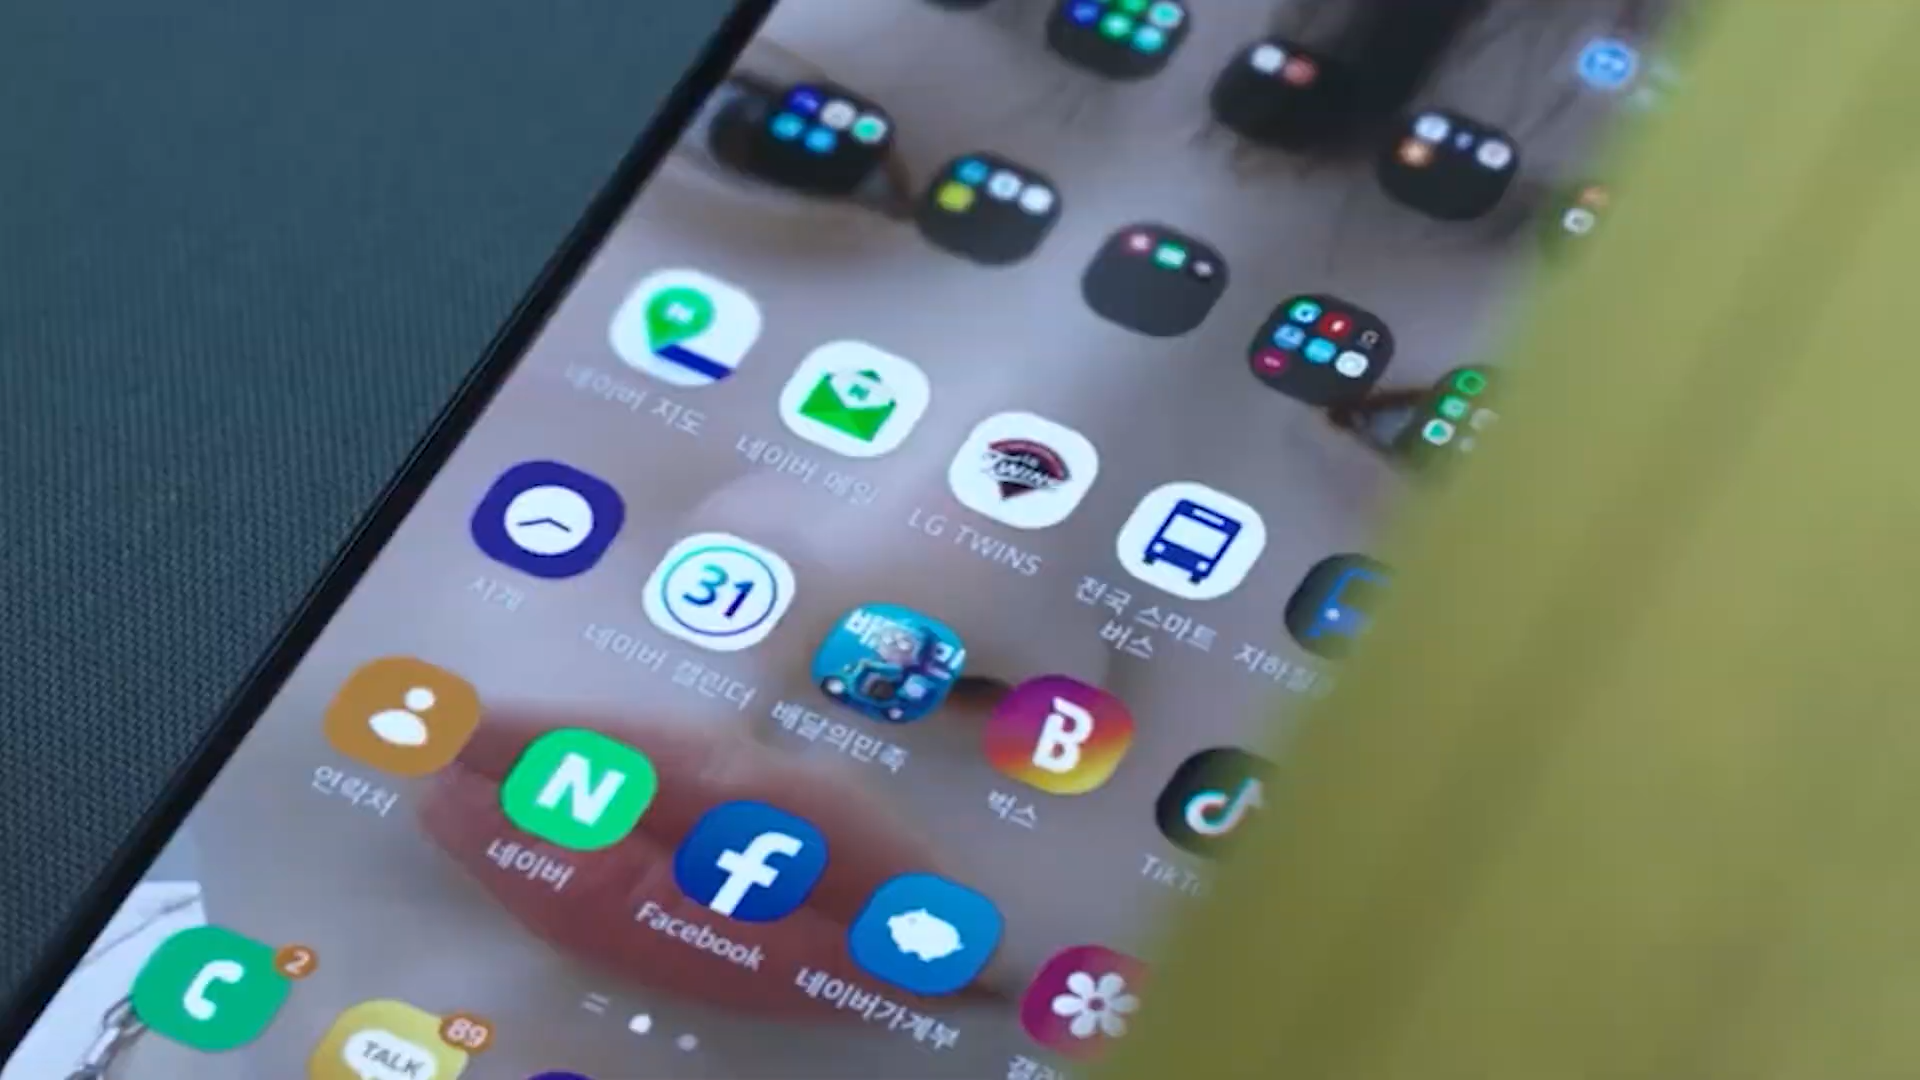 네이버 지도
네이버 메일
LG TWINS
전국 스마트
버스
시계
31
네이버 캘린더
배달의민족
B
벅스
연락처
N
네이버
f
Facebook
네이버가계부
2
TALK
89